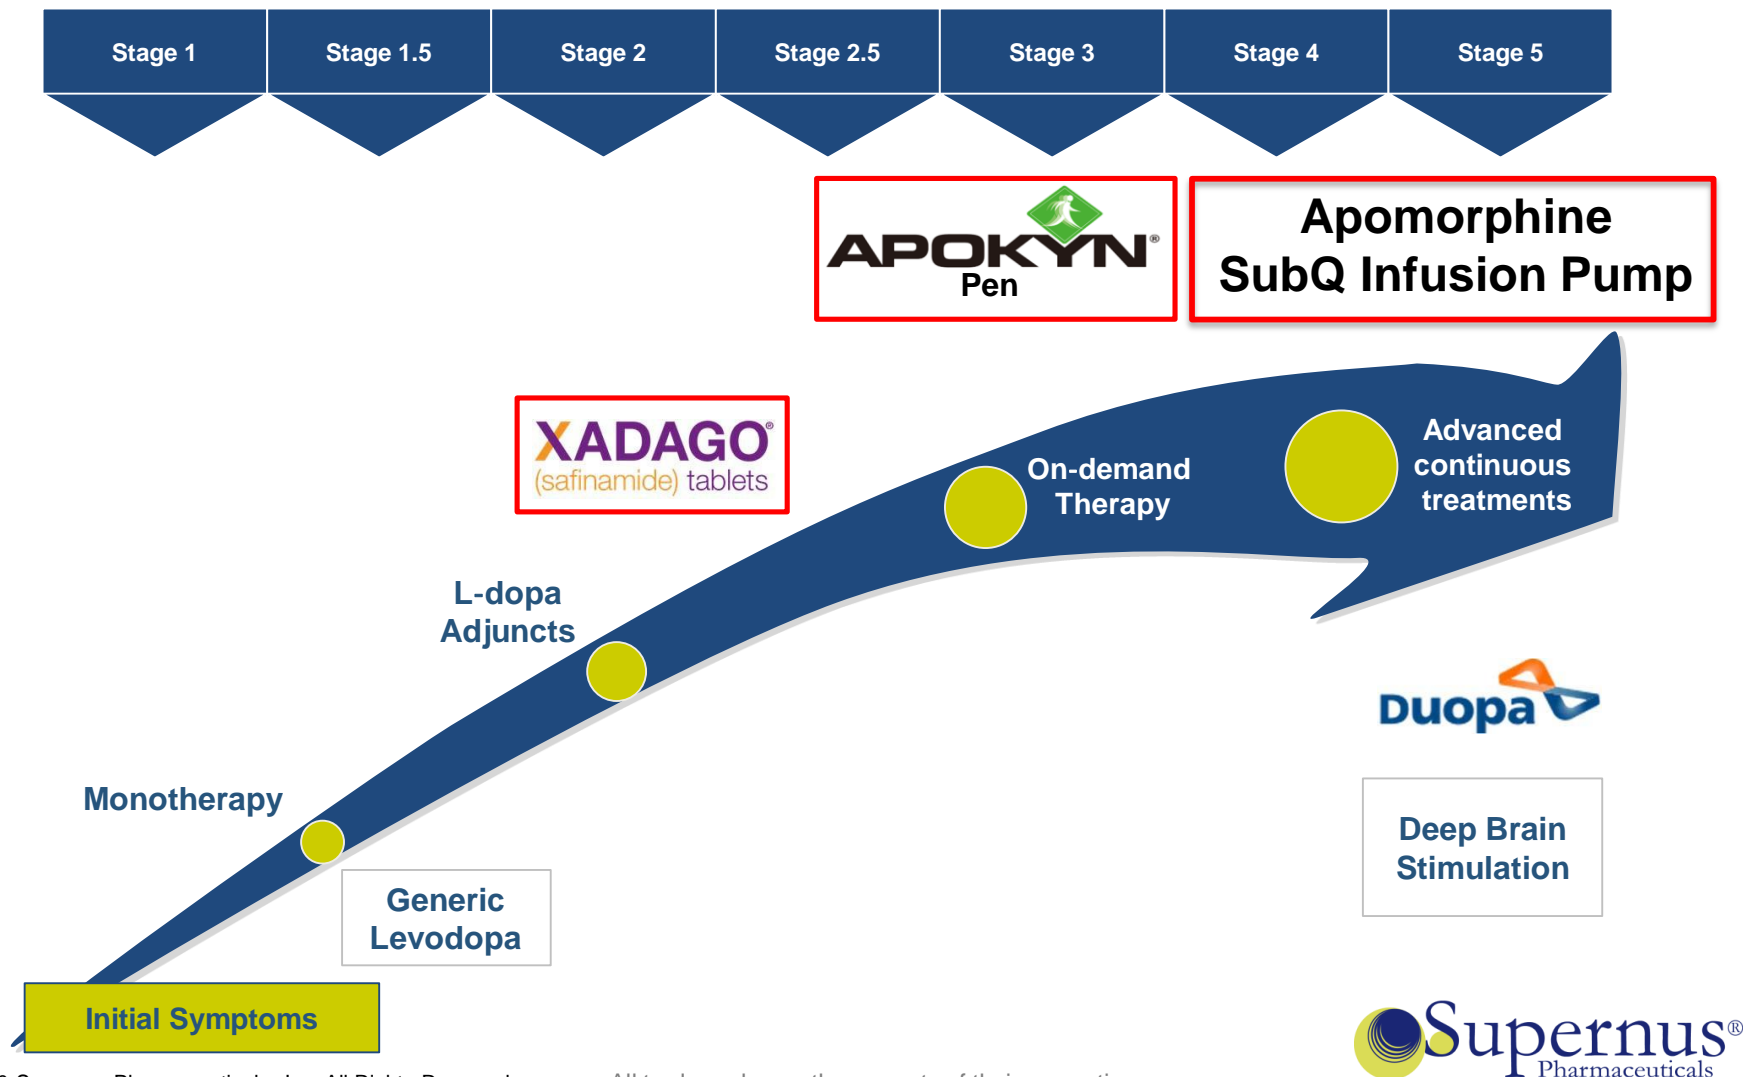 Stage 1
Stage 1.5
Stage 2
Stage 2.5
Stage 3
Stage 4
Stage 5
APOKYN®
Pen
Apomorphine
SubQ Infusion Pump
XADAGO®
(safinamide) tablets
On-demand
Therapy
Advanced
continuous
treatments
L-dopa
Adjuncts
Duopa
Monotherapy
Deep Brain
Stimulation
Generic
Levodopa
Initial Symptoms
Supernus®
Pharmaceuticals